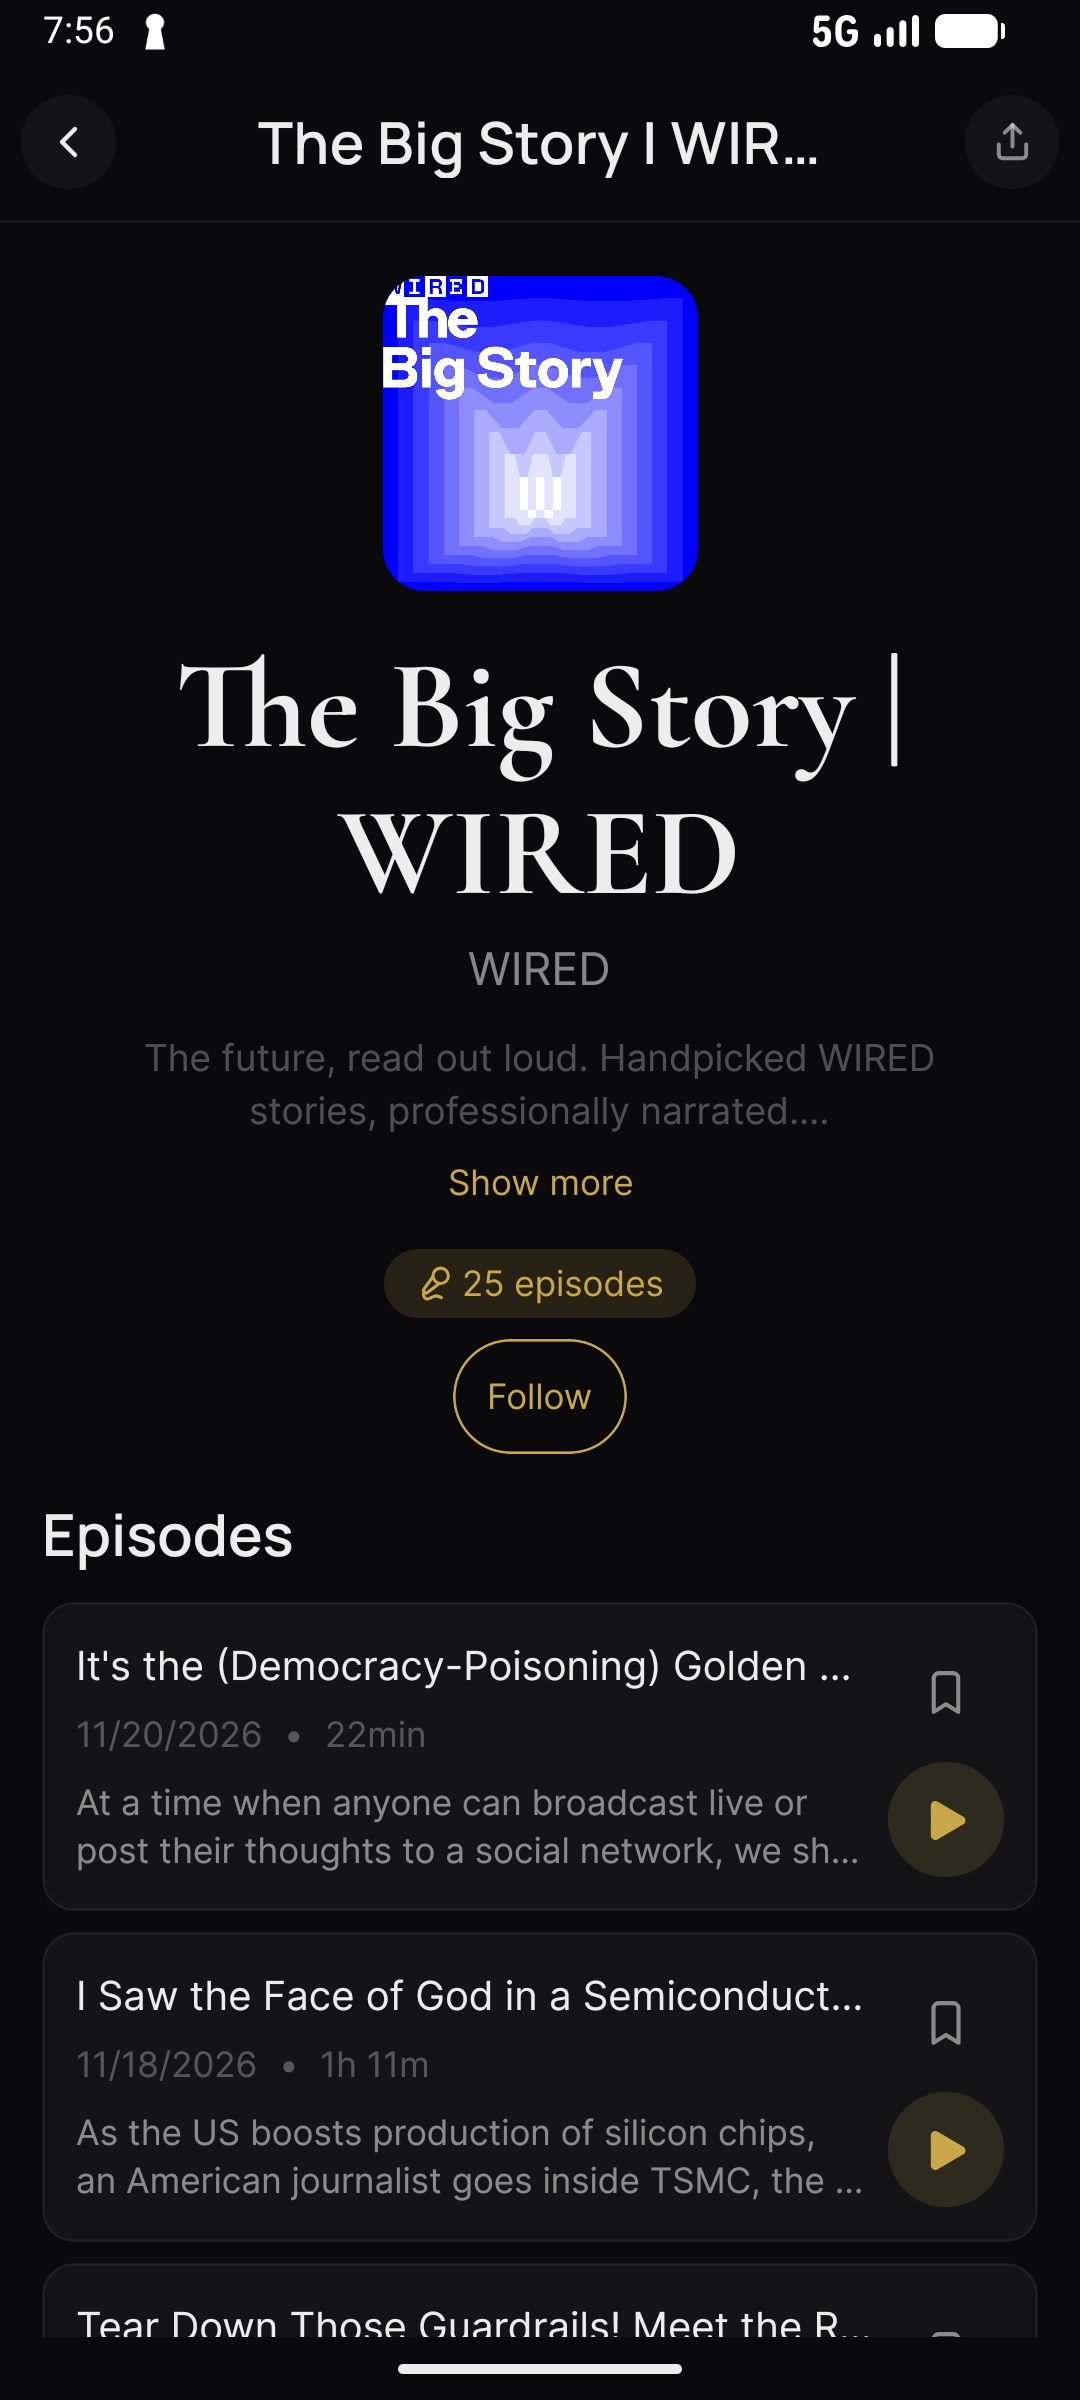 7:56
5G
The Big Story | WIR...
WIRED
The
Big Story
The Big Story |
WIRED
WIRED
The future, read out loud. Handpicked WIRED
stories, professionally narrated....
Show more
25 episodes
Follow
Episodes
It's the (Democracy-Poisoning) Golden ...
11/20/2026 • 22min
At a time when anyone can broadcast live or
post their thoughts to a social network, we sh...
I Saw the Face of God in a Semiconduct...
11/18/2026 • 1h 11m
As the US boosts production of silicon chips,
an American journalist goes inside TSMC, the ...
Tear Down Those Guardrails! Meet the R...